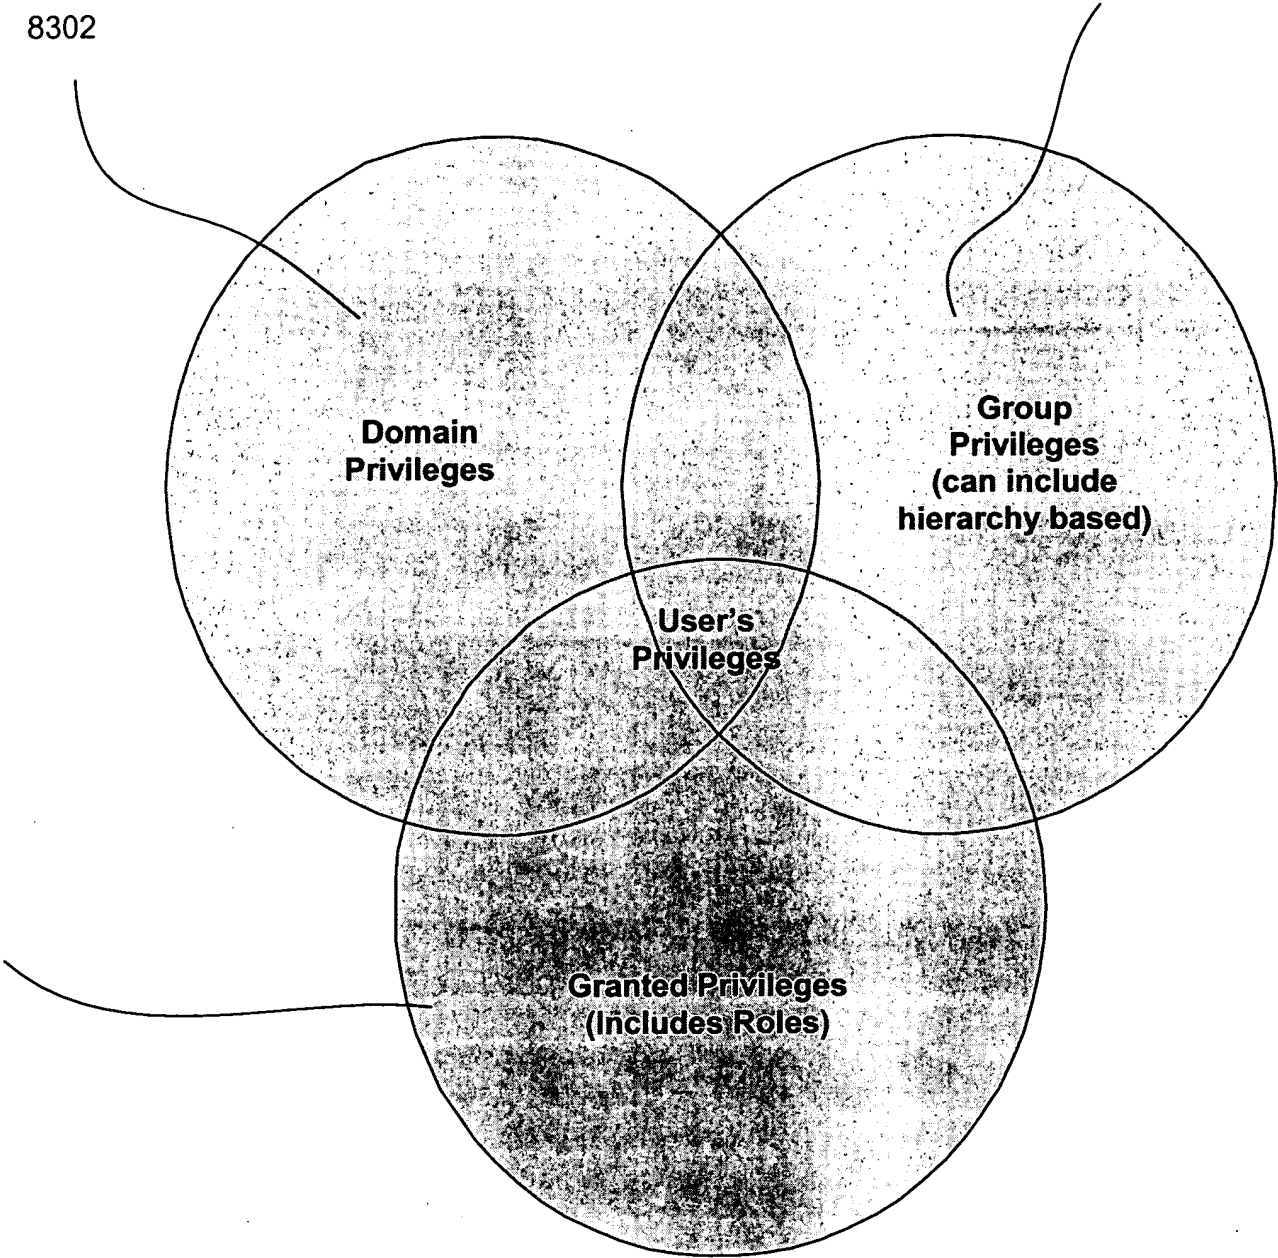 8302
Domain
Privileges
Group
Privileges
(can include
hierarchy based)
User's
Privileges
Granted Privileges
(Includes Roles)